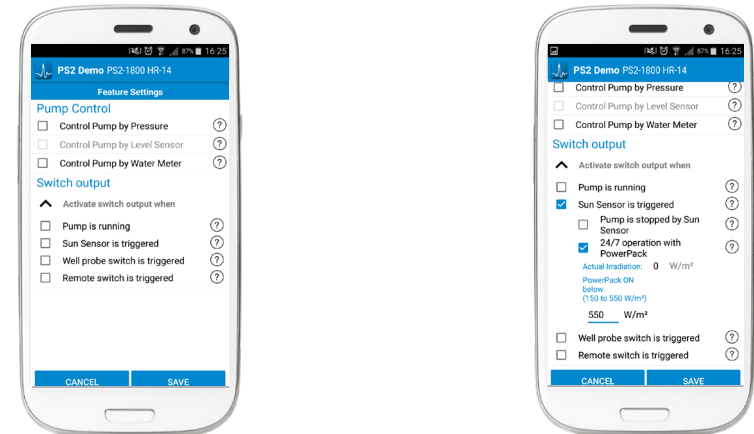 87% 16:25
PS2 Demo PS2-1800 HR-14
Feature Settings
Pump Control
Control Pump by Pressure ?
Control Pump by Level Sensor ?
Control Pump by Water Meter ?
Switch output
Activate switch output when
Pump is running ?
Sun Sensor is triggered ?
Well probe switch is triggered ?
Remote switch is triggered ?
CANCEL SAVE
87% 16:25
PS2 Demo PS2-1800 HR-14
Control Pump by Pressure ?
Control Pump by Level Sensor ?
Control Pump by Water Meter ?
Switch output
Activate switch output when
Pump is running ?
Sun Sensor is triggered ?
Pump is stopped by Sun
Sensor ?
24/7 operation with
PowerPack ?
Actual Irradiation: 0 W/m²
PowerPack ON
below
(150 to 550 W/m²)
550 W/m²
Well probe switch is triggered ?
Remote switch is triggered ?
CANCEL SAVE